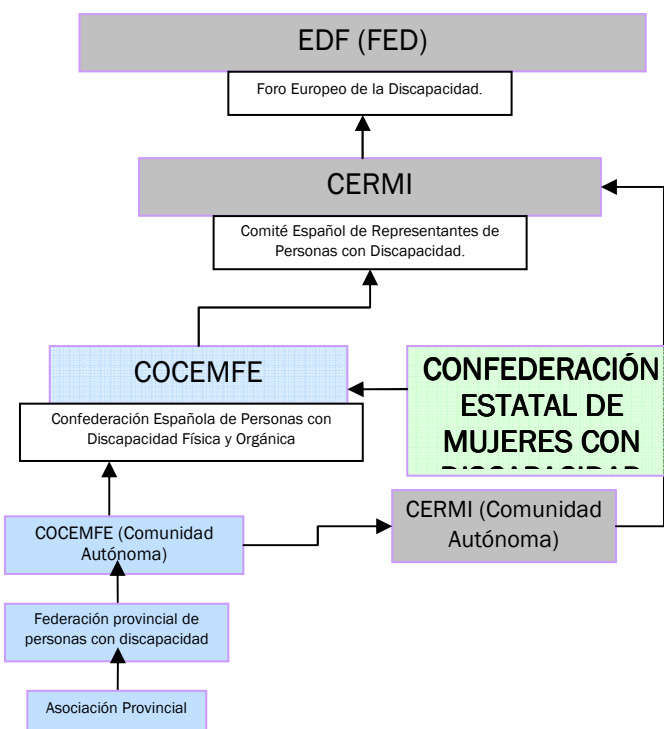 EDF (FED)
Foro Europeo de la Discapacidad.
CERMI
Comité Español de Representantes de
Personas con Discapacidad.
COCEMFE
Confederación Española de Personas con
Discapacidad Física y Orgánica
CONFEDERACIÓN
ESTATAL DE
MUJERES CON
COCEMFE (Comunidad
Autónoma)
CERMI (Comunidad
Autónoma)
Federación provincial de
personas con discapacidad
Asociación Provincial